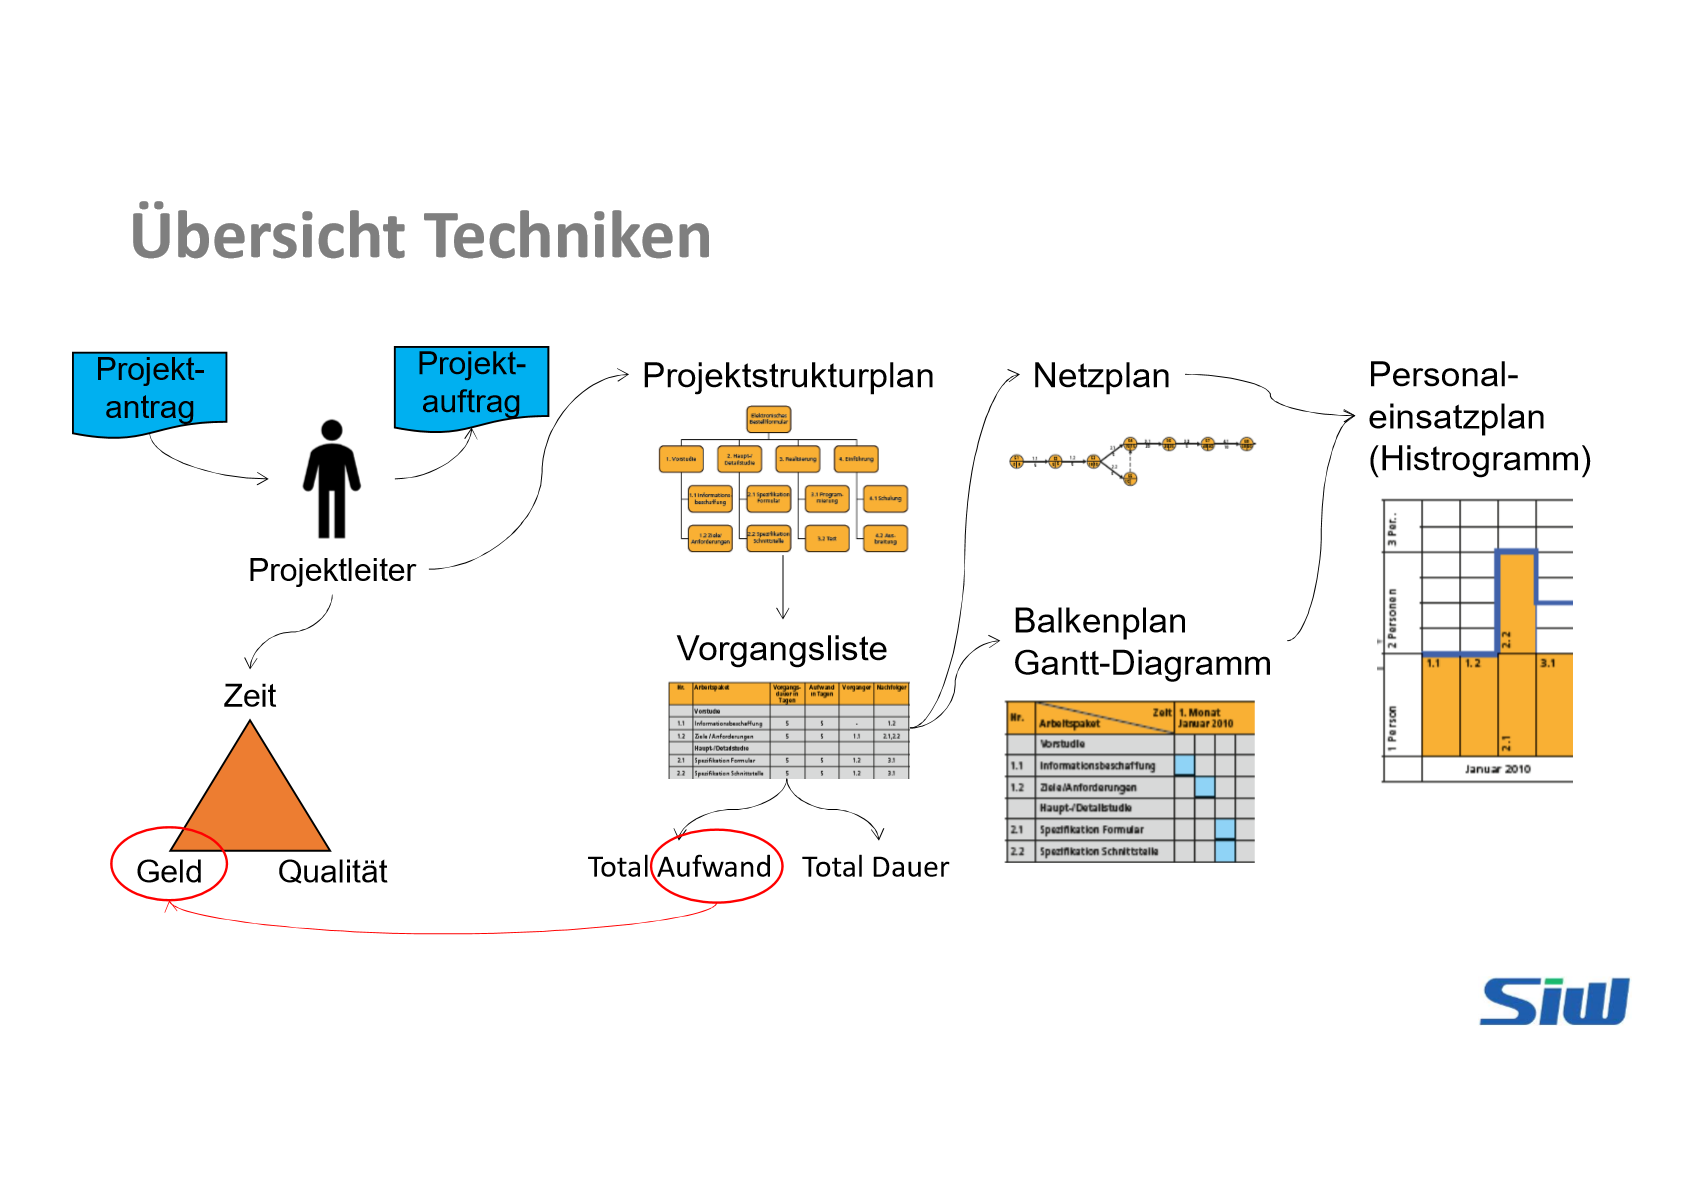 Übersicht Techniken
Projekt-
antrag
Projekt-
auftrag
Projektleiter
Zeit
Geld
Qualität
Projektstrukturplan
Elektronisches
Bestellformular
1. Vorstudie
2. Haupt-/
Detailstudie
3. Realisierung
4. Einführung
1.1 Informations-
beschaffung
2.1 Spezifikation
Formular
3.1 Program-
mierung
4.1 Schulung
1.2 Ziele/
Anforderungen
2.2 Spezifikation
Schnittstelle
3.2 Test
4.2 Aus-
breitung
Vorgangsliste
Nr. Arbeitspaket Vorgangs-
dauer in
Tagen Aufwand
in Tagen Vorgänger Nachfolger
Vorstudie
1.1 Informationsbeschaffung 5 5 - 1.2
1.2 Ziele/Anforderungen 5 5 1.1 2.1,2.2
Haupt-/Detailstudie
2.1 Spezifikation Formular 5 5 1.2 3.1
2.2 Spezifikation Schnittstelle 5 5 1.2 3.1
Total Aufwand
Total Dauer
Netzplan
Balkenplan
Gantt-Diagramm
Nr. Arbeitspaket Zeit 1. Monat
Januar 2010
Vorstudie
1.1 Informationsbeschaffung
1.2 Ziele/Anforderungen
Haupt-/Detailstudie
2.1 Spezifikation Formular
2.2 Spezifikation Schnittstelle
Personal-
einsatzplan
(Histrogramm)
3 Per..
2 Personen
1 Person
1.1
1.2
2.2
2.1
3.1
Januar 2010
SIW